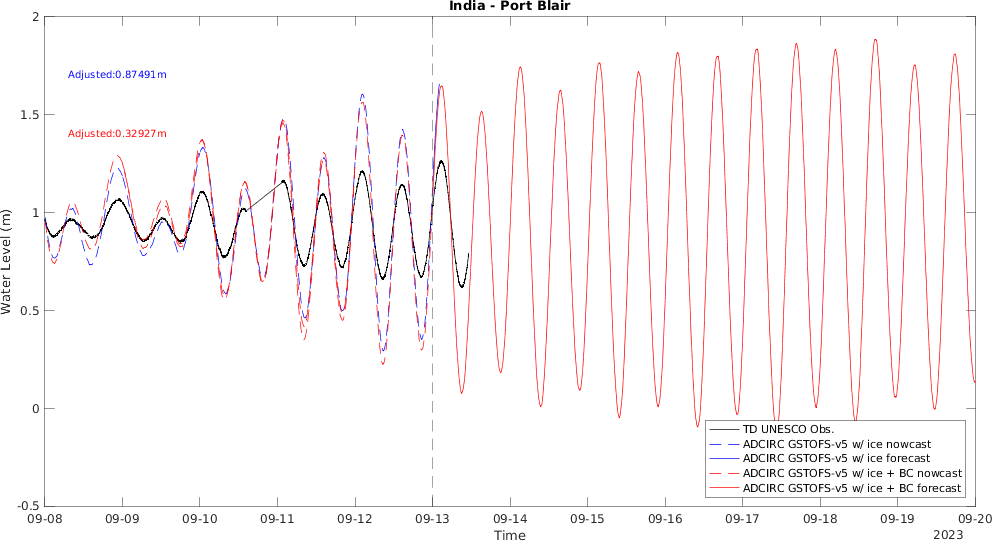 India - Port Blair
2
1.5
1
0.5
0
-0.5
Water Level (m)
Adjusted:0.87491m
Adjusted:0.32927m
TD UNESCO Obs.
ADCIRC GSTOFS-v5 w/ ice nowcast
ADCIRC GSTOFS-v5 w/ ice forecast
ADCIRC GSTOFS-v5 w/ ice + BC nowcast
ADCIRC GSTOFS-v5 w/ ice + BC forecast
09-08 09-09 09-10 09-11 09-12 09-13 09-14 09-15 09-16 09-17 09-18 09-19 09-20
Time
2023